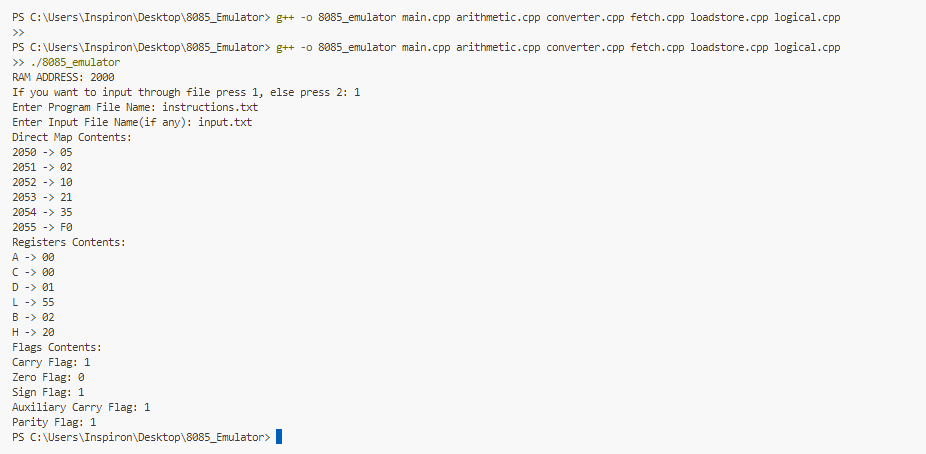 PS C:\Users\Inspiron\Desktop\8085_Emulator> g++ -o 8085_emulator main.cpp arithmetic.cpp converter.cpp fetch.cpp loadstore.cpp logical.cpp
>>
PS C:\Users\Inspiron\Desktop\8085_Emulator> g++ -o 8085_emulator main.cpp arithmetic.cpp converter.cpp fetch.cpp loadstore.cpp logical.cpp
>> ./8085_emulator
RAM ADDRESS: 2000
If you want to input through file press 1, else press 2: 1
Enter Program File Name: instructions.txt
Enter Input File Name(if any): input.txt
Direct Map Contents:
2050 -> 05
2051 -> 02
2052 -> 10
2053 -> 21
2054 -> 35
2055 -> F0
Registers Contents:
A -> 00
C -> 00
D -> 01
L -> 55
B -> 02
H -> 20
Flags Contents:
Carry Flag: 1
Zero Flag: 0
Sign Flag: 1
Auxiliary Carry Flag: 1
Parity Flag: 1
PS C:\Users\Inspiron\Desktop\8085_Emulator>